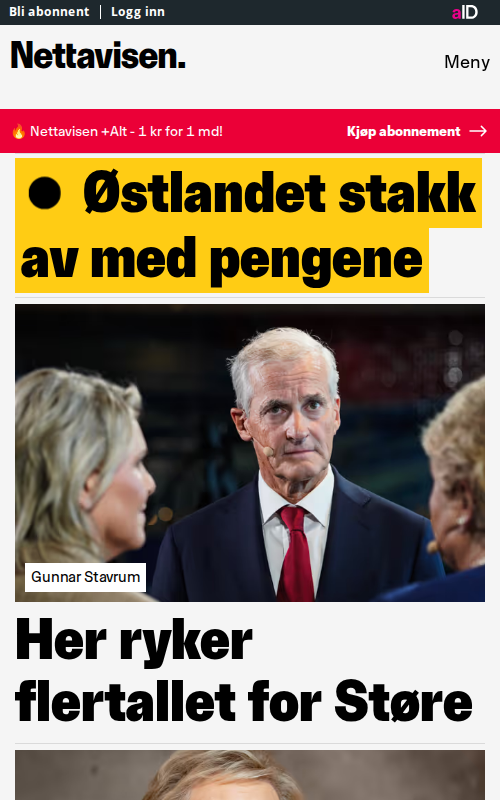 Bli abonnent | Logg inn
aID
Nettavisen.
Meny
Nettavisen +Alt - 1 kr for 1 md!
Kjøp abonnement →
Østlandet stakk
av med pengene
Gunnar Stavrum
Her ryker
flertallet for Støre